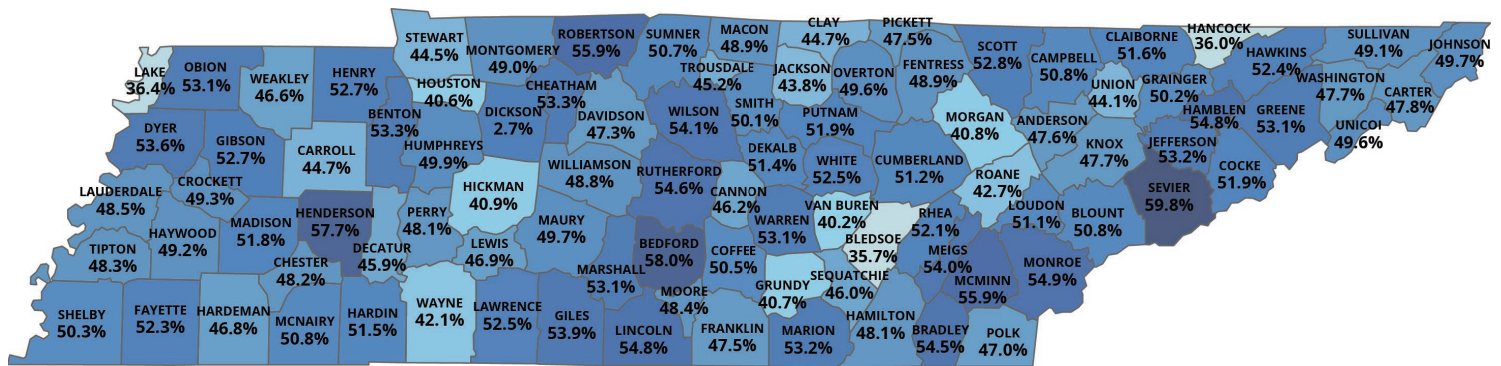 STEWART
44.5%
MONTGOMERY
49.0%
ROBERTSON
55.9%
SUMNER
50.7%
MACON
48.9%
CLAY
44.7%
PICKETT
47.5%
SCOTT
52.8%
CLAIBORNE
51.6%
HANCOCK
36.0%
HAWKINS
52.4%
SULLIVAN
49.1%
JOHNSON
49.7%
LAKE
36.4%
OBION
53.1%
WEAKLEY
46.6%
HENRY
52.7%
HOUSTON
40.6%
CHEATHAM
53.3%
TROUSDALE
45.2%
JACKSON
43.8%
OVERTON
49.6%
FENTRESS
48.9%
CAMPBELL
50.8%
UNION
44.1%
GRAINGER
50.2%
WASHINGTON
47.7%
CARTER
47.8%
HAMBLEN
54.8%
GREENE
53.1%
UNICOI
49.6%
DYER
53.6%
GIBSON
52.7%
CARROLL
44.7%
BENTON
53.3%
HUMPHREYS
49.9%
DICKSON
2.7%
DAVIDSON
47.3%
WILSON
54.1%
SMITH
50.1%
PUTNAM
51.9%
MORGAN
40.8%
ANDERSON
47.6%
KNOX
47.7%
JEFFERSON
53.2%
COCKE
51.9%
LAUDERDALE
48.5%
CROCKETT
49.3%
HICKMAN
40.9%
WILLIAMSON
48.8%
RUTHERFORD
54.6%
DEKALB
51.4%
CANNON
46.2%
WHITE
52.5%
CUMBERLAND
51.2%
ROANE
42.7%
LOUDON
51.1%
BLOUNT
50.8%
SEVIER
59.8%
TIPTON
48.3%
HAYWOOD
49.2%
MADISON
51.8%
HENDERSON
57.7%
DECATUR
45.9%
PERRY
48.1%
LEWIS
46.9%
MAURY
49.7%
BEDFORD
58.0%
COFFEE
50.5%
WARREN
53.1%
VAN BUREN
40.2%
BLEDSOE
35.7%
RHEA
52.1%
MEIGS
54.0%
MCMINN
55.9%
MONROE
54.9%
CHESTER
48.2%
MARSHALL
53.1%
MOORE
48.4%
GRUNDY
40.7%
SEQUATCHIE
46.0%
SHELBY
50.3%
FAYETTE
52.3%
HARDEMAN
46.8%
MCNAIRY
50.8%
HARDIN
51.5%
WAYNE
42.1%
LAWRENCE
52.5%
GILES
53.9%
LINCOLN
54.8%
FRANKLIN
47.5%
MARION
53.2%
HAMILTON
48.1%
BRADLEY
54.5%
POLK
47.0%